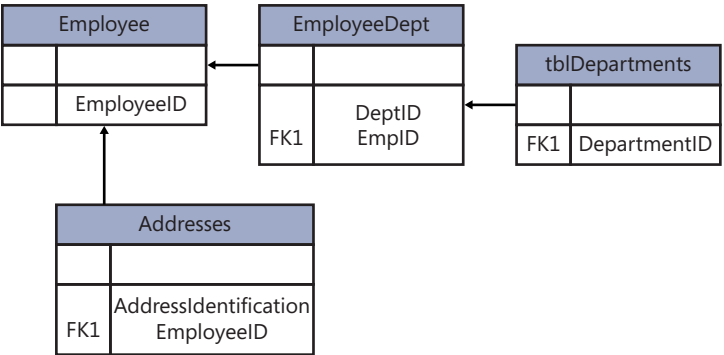 Employee
EmployeeID
EmployeeDept
DeptID
FK1 EmpID
tblDepartments
FK1 DepartmentID
Addresses
AddressIdentification
FK1 EmployeeID